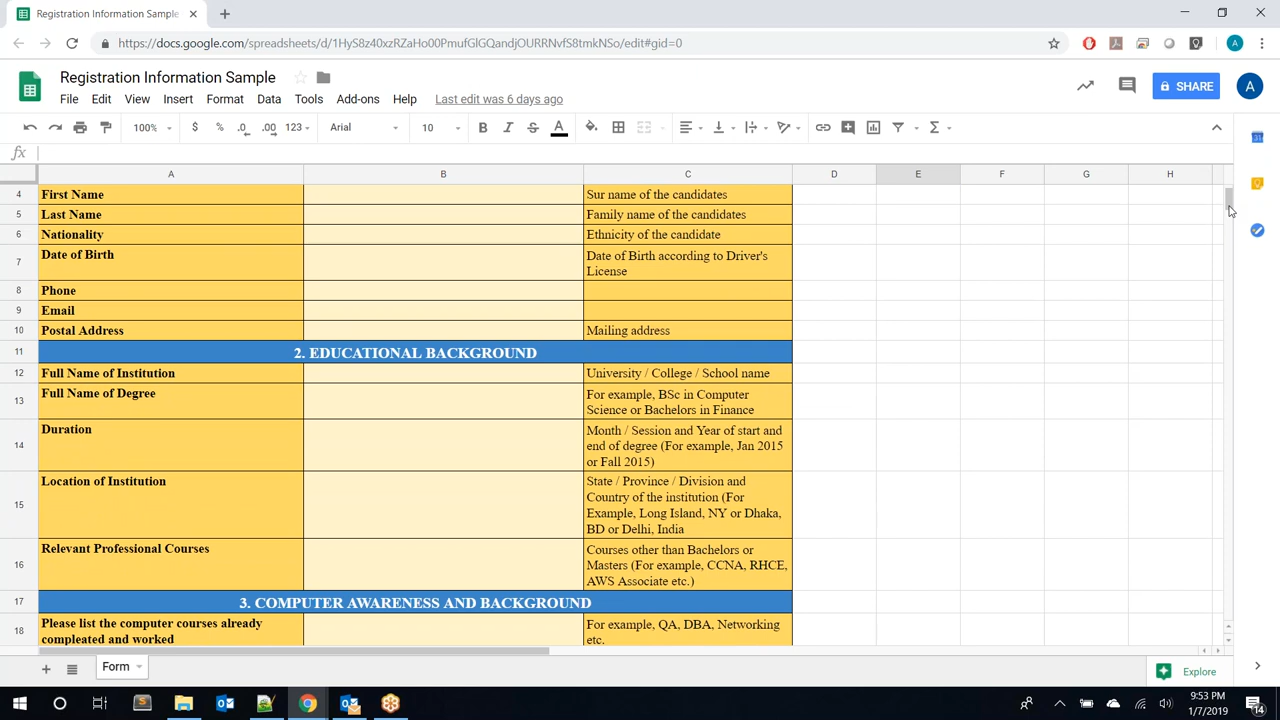 Registration Information Sample
https://docs.google.com/spreadsheets/d/1HyS8z40xzRZaHo00PmufGlGQandjOURRNvfS8tmkNSo/edit#gid=0
Registration Information Sample
SHARE
A
File Edit View Insert Format Data Tools Add-ons Help Last edit was 6 days ago
100% $ % .0 .00 123 Arial 10 B I S A
fx
A B C D E F G H
4 First Name Sur name of the candidates
5 Last Name Family name of the candidates
6 Nationality Ethnicity of the candidate
7 Date of Birth Date of Birth according to Driver's
License
8 Phone
9 Email
10 Postal Address Mailing address
11 2. EDUCATIONAL BACKGROUND
12 Full Name of Institution University / College / School name
13 Full Name of Degree For example, BSc in Computer
Science or Bachelors in Finance
14 Duration Month / Session and Year of start and
end of degree (For example, Jan 2015
or Fall 2015)
15 Location of Institution State / Province / Division and
Country of the institution (For
Example, Long Island, NY or Dhaka,
BD or Delhi, India
16 Relevant Professional Courses Courses other than Bachelors or
Masters (For example, CCNA, RHCE,
AWS Associate etc.)
17 3. COMPUTER AWARENESS AND BACKGROUND
18 Please list the computer courses already For example, QA, DBA, Networking
compleated and worked etc.
Form
Explore
9:53 PM
1/7/2019
14